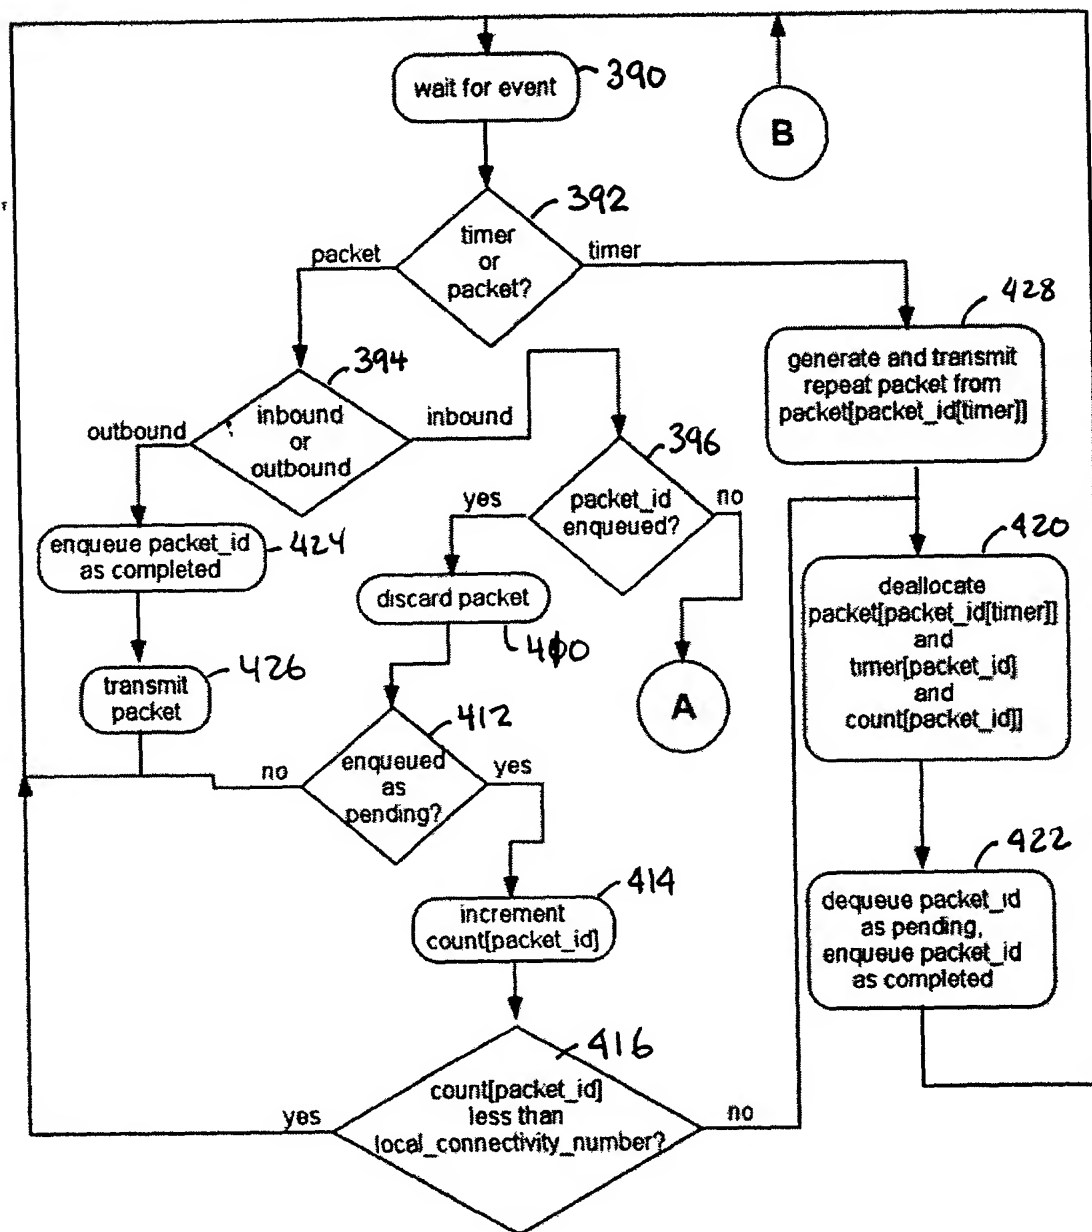 wait for event
390
B
392
timer
or
packet?
packet
timer
428
generate and transmit
repeat packet from
packet[packet_id[timer]]
394
inbound
or
outbound
outbound
inbound
396
packet_id
enqueued?
yes
no
enqueue packet_id
as completed
424
discard packet
400
420
deallocate
packet[packet_id[timer]]
and
timer[packet_id]
and
count[packet_id]]
426
transmit
packet
A
412
enqueued
as
pending?
no
yes
422
dequeue packet_id
as pending,
enqueue packet_id
as completed
414
increment
count[packet_id]
416
count[packet_id]
less than
local_connectivity_number?
yes
no